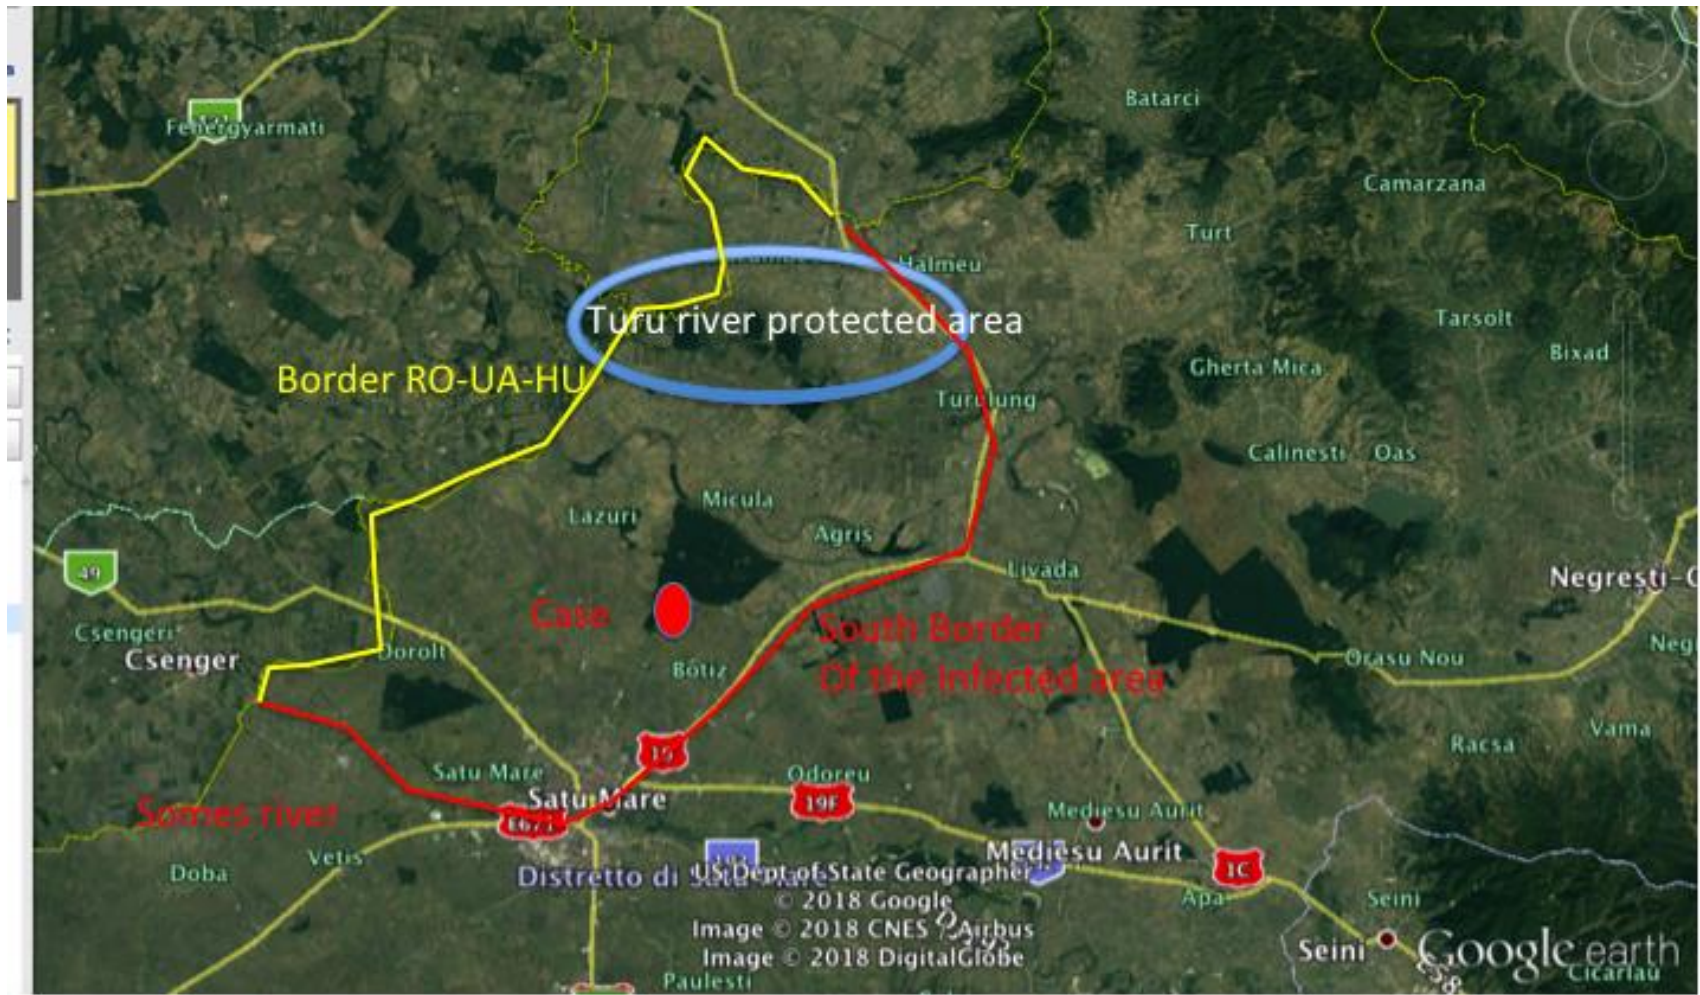 Batarci
Fehergyarmati
Camarzana
Turt
Halmeu
Turu river protected area
Tarsolt
Bixad
Gherta Mica
Border RO-UA-HU
Turulung
Calinesti Oas
Micula
Lazuri
Agris
49
Livada
Negresti-O
Case
South Border
Csengeri
Csenger
Dorolt
Botiz
Of the Infected area
Orasu Nou
Neg
Vama
Racsa
19
Satu Mare
Odoreu
Satu Mare
19F
Somes river
Mediesu Aurit
Vetis
Mediesu Aurit
Doba
Distretto di Satu Mare
US Dept of State Geographer
1C
Apa
Seini
© 2018 Google
Image © 2018 CNES / Airbus
Image © 2018 DigitalGlobe
Seini
Google earth
Cicarlau
Paulesti